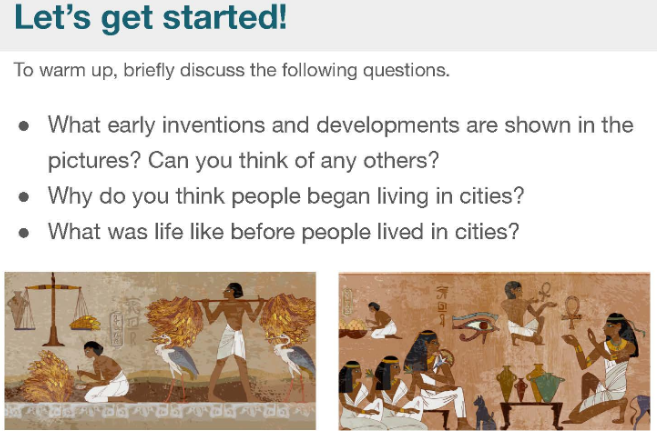 Let’s get started!
To warm up, briefly discuss the following questions.
● What early inventions and developments are shown in the
pictures? Can you think of any others?
● Why do you think people began living in cities?
● What was life like before people lived in cities?